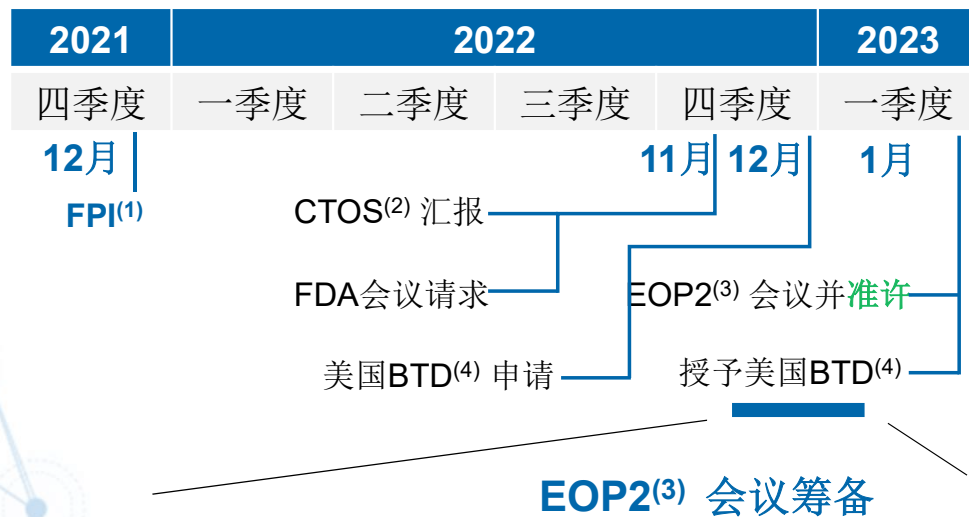 2021 2022 2023
四季度 一季度 二季度 三季度 四季度 一季度
12月 11月 12月 1月
FPI(1)
CTOS(2) 汇报
FDA会议请求 EOP2(3) 会议并准许
美国BTD(4) 申请 授予美国BTD(4)
EOP2(3) 会议筹备